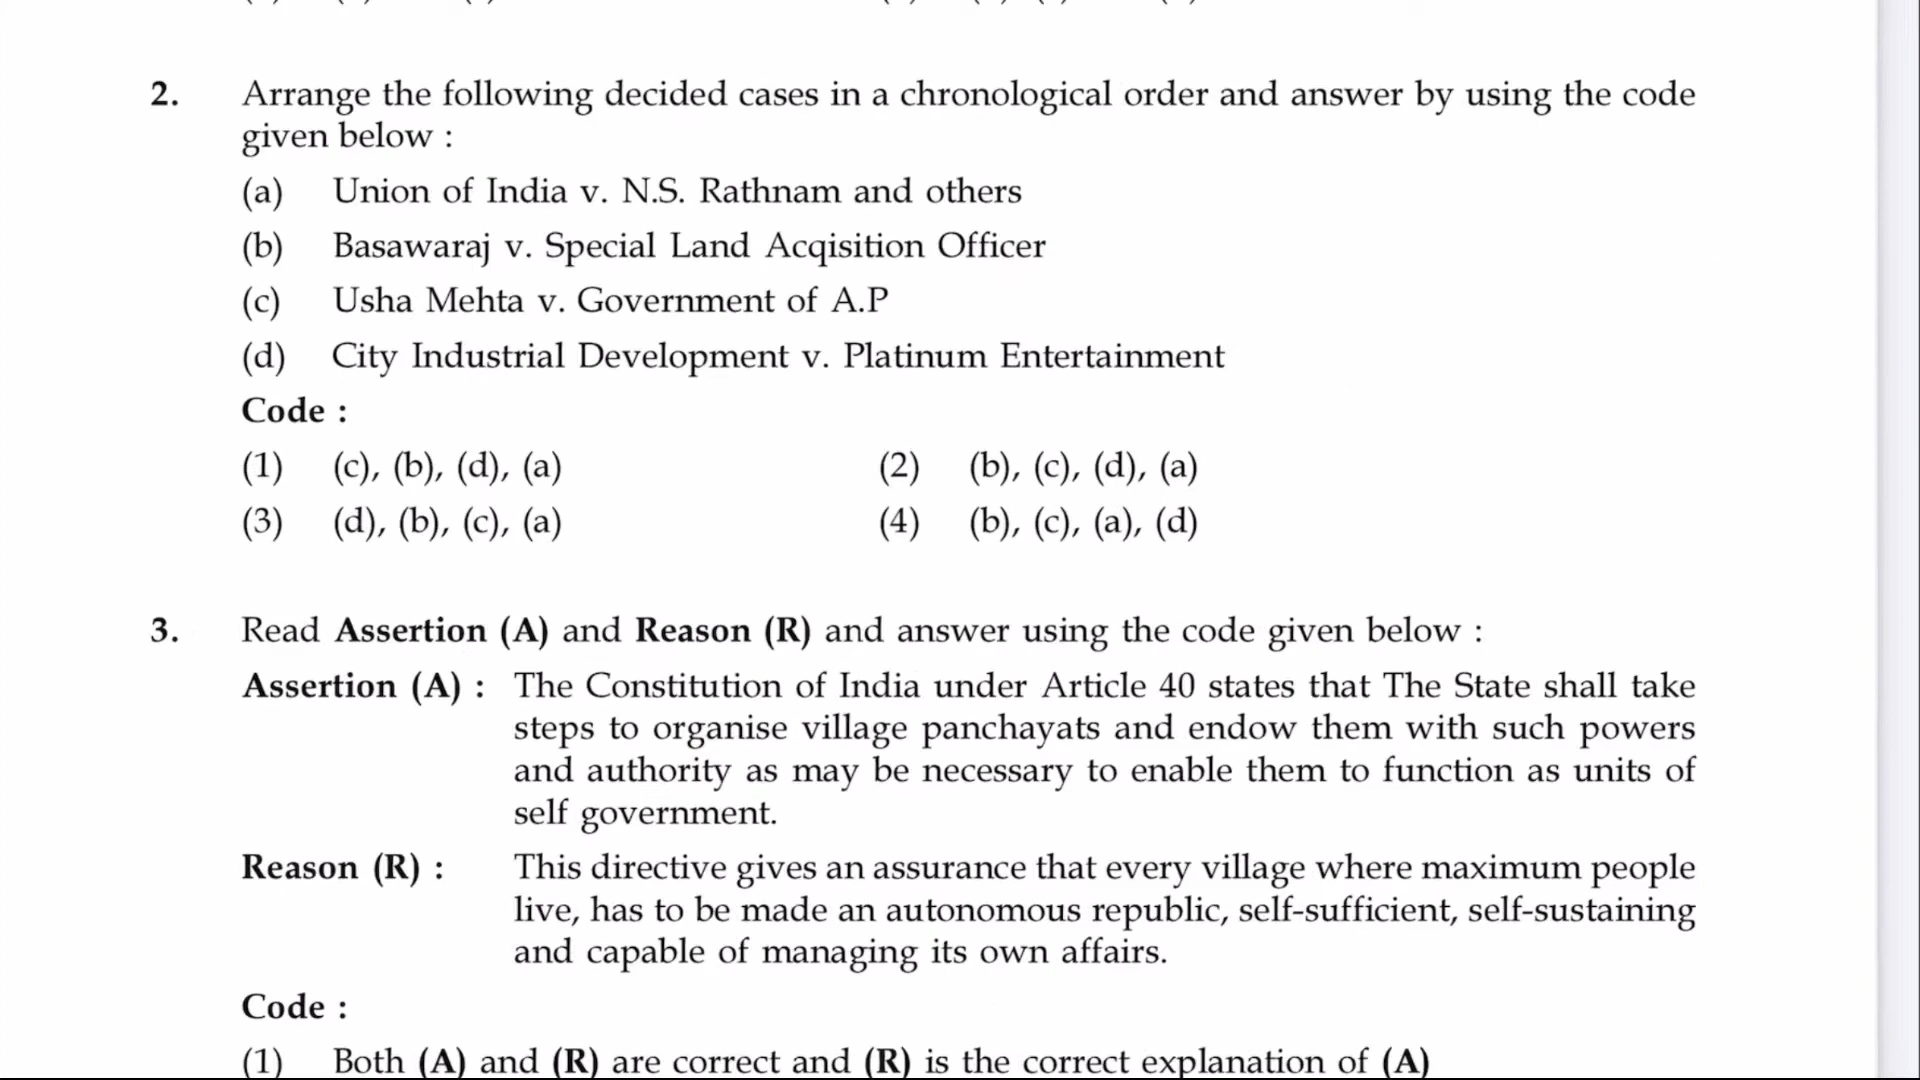 2. Arrange the following decided cases in a chronological order and answer by using the code
given below :
(a) Union of India v. N.S. Rathnam and others
(b) Basawaraj v. Special Land Acqisition Officer
(c) Usha Mehta v. Government of A.P
(d) City Industrial Development v. Platinum Entertainment
Code :
(1) (c), (b), (d), (a) (2) (b), (c), (d), (a)
(3) (d), (b), (c), (a) (4) (b), (c), (a), (d)
3. Read Assertion (A) and Reason (R) and answer using the code given below :
Assertion (A) : The Constitution of India under Article 40 states that The State shall take
steps to organise village panchayats and endow them with such powers
and authority as may be necessary to enable them to function as units of
self government.
Reason (R) : This directive gives an assurance that every village where maximum people
live, has to be made an autonomous republic, self-sufficient, self-sustaining
and capable of managing its own affairs.
Code :
(1) Both (A) and (R) are correct and (R) is the correct explanation of (A)